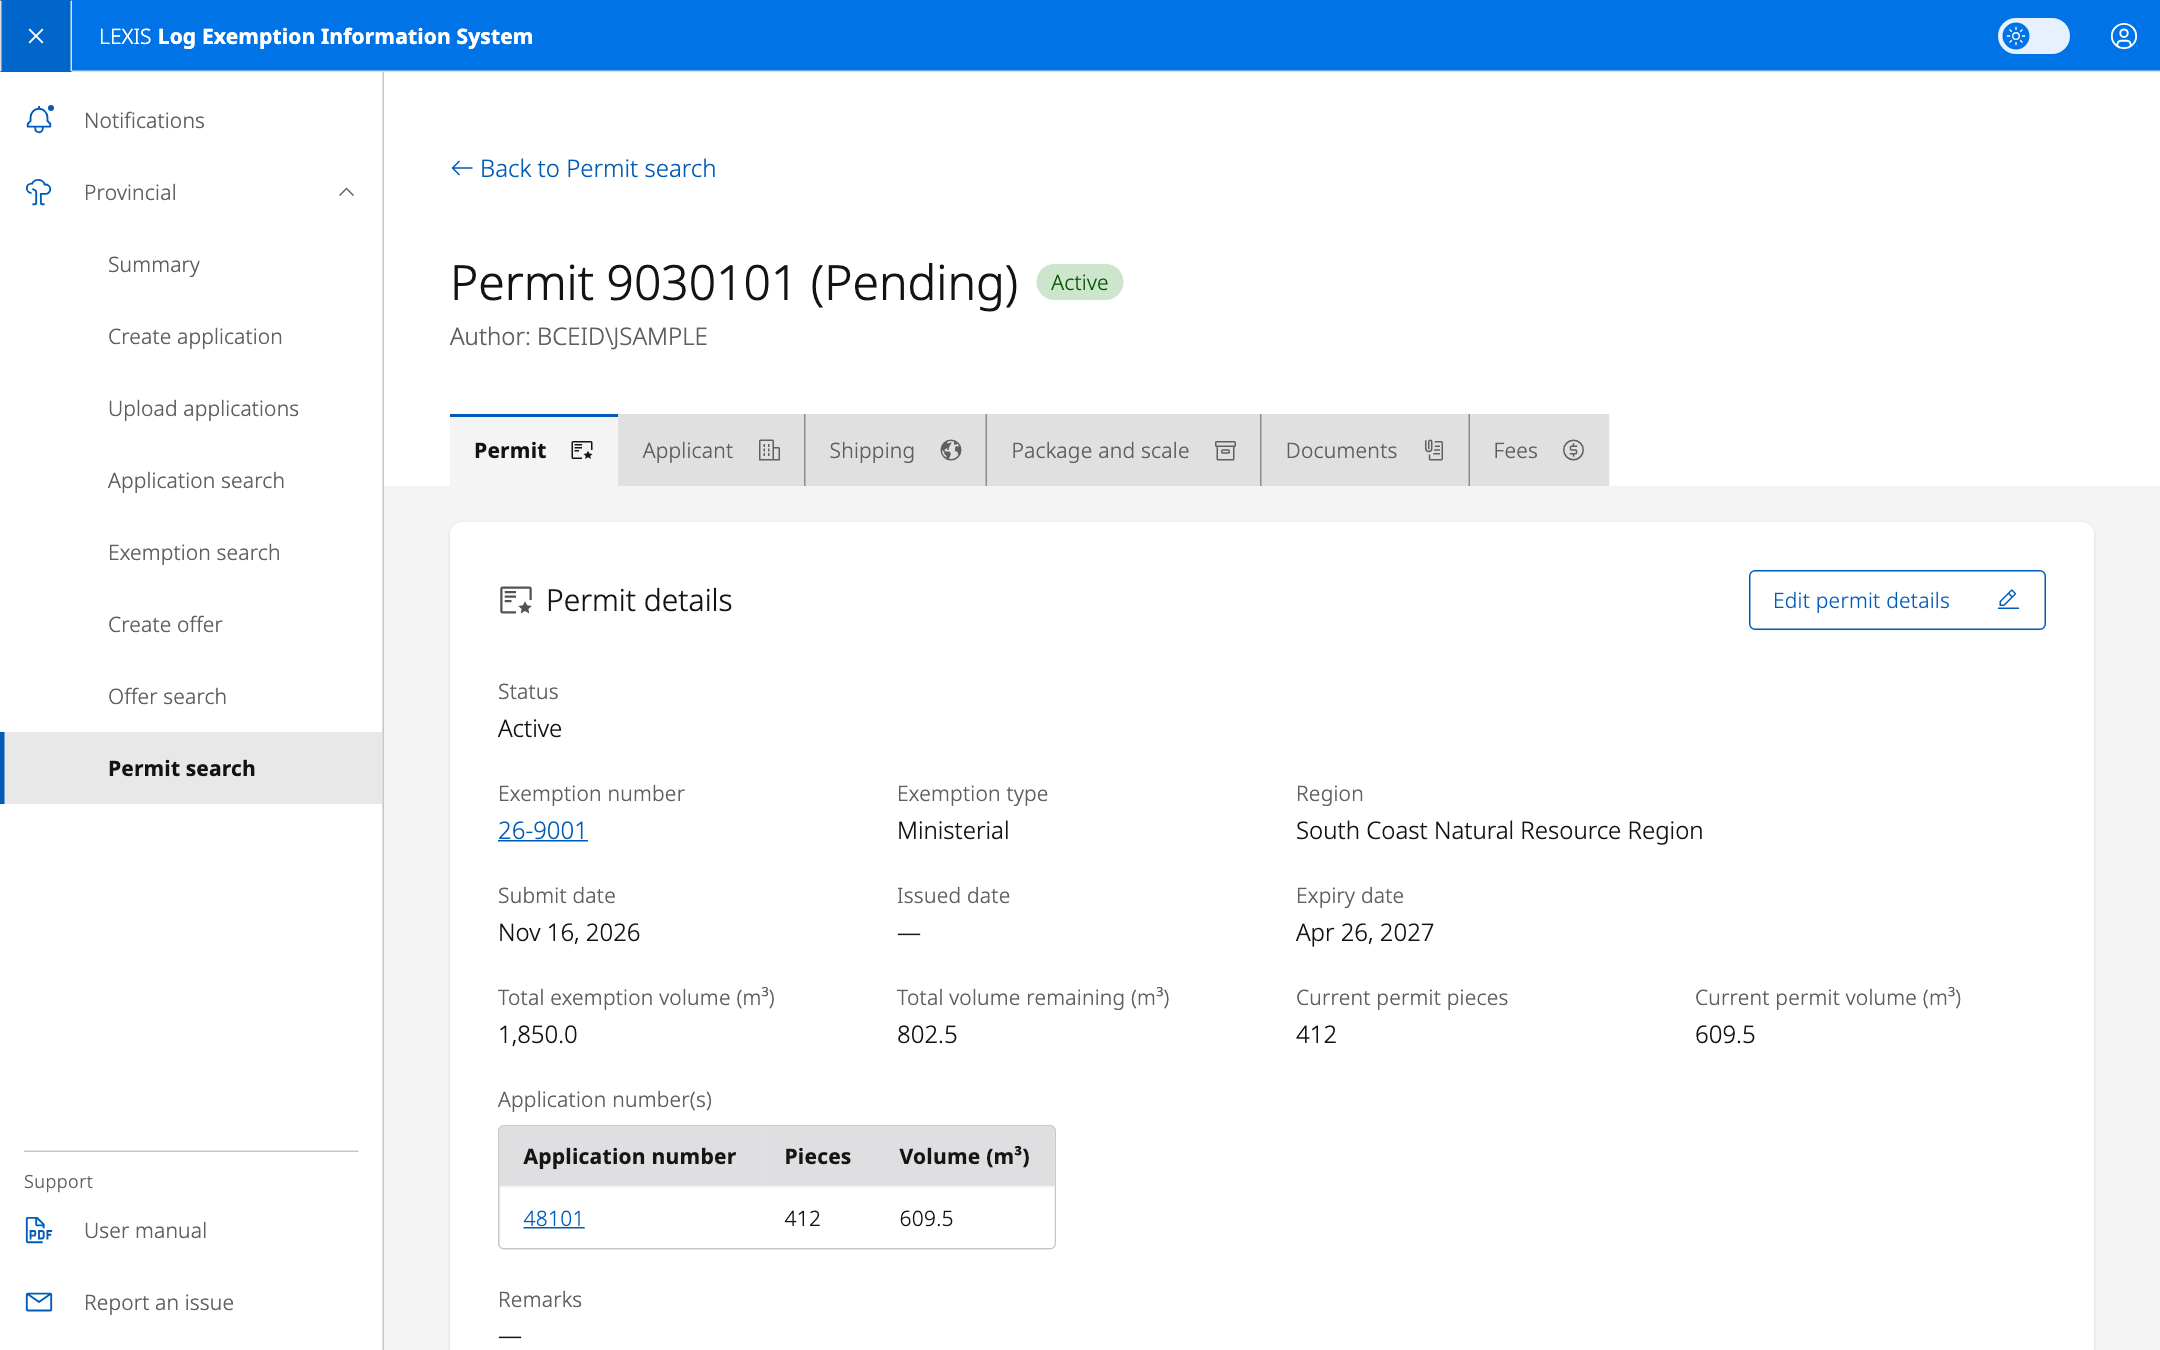 LEXIS Log Exemption Information System
Notifications
Provincial
Summary
Create application
Upload applications
Application search
Exemption search
Create offer
Offer search
Permit search
Support
PDF
User manual
Report an issue
← Back to Permit search
Permit 9030101 (Pending)
Active
Author: BCEID\JSAMPLE
Permit
Applicant
Shipping
Package and scale
Documents
Fees
Permit details
Edit permit details
Status
Active
Exemption number
26-9001
Exemption type
Ministerial
Region
South Coast Natural Resource Region
Submit date
Nov 16, 2026
Issued date
—
Expiry date
Apr 26, 2027
Total exemption volume (m³)
1,850.0
Total volume remaining (m³)
802.5
Current permit pieces
412
Current permit volume (m³)
609.5
Application number(s)
Application number Pieces Volume (m³)
48101 412 609.5
Remarks
—